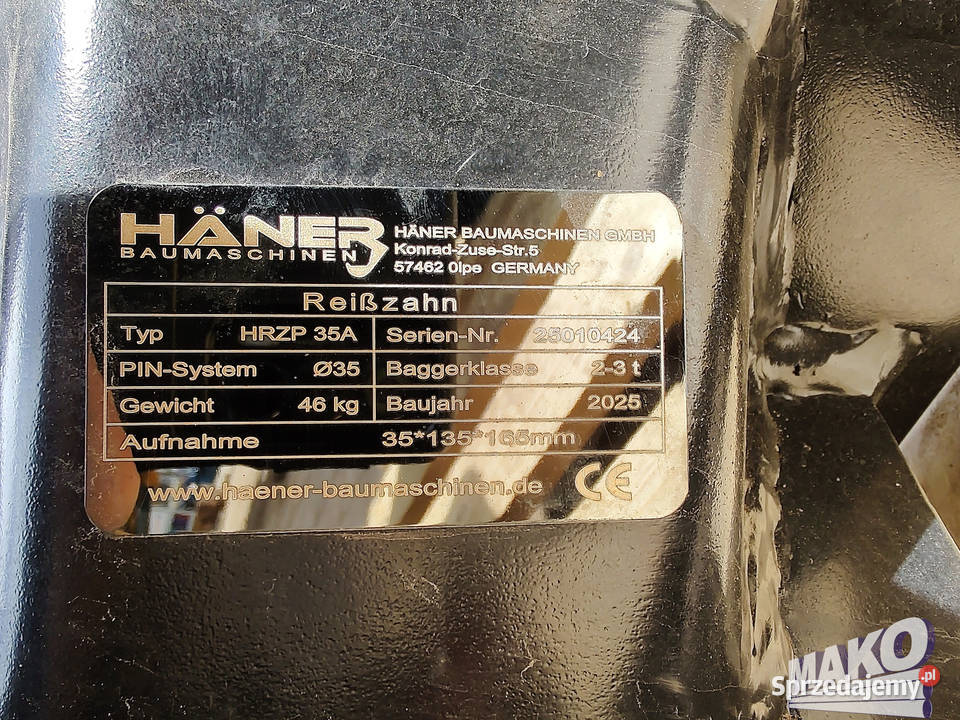 HÄNER
BAUMASCHINEN
HÄNER BAUMASCHINEN GMBH
Konrad-Zuse-Str.5
57462 Olpe GERMANY
Reißzahn
Typ HRZP 35A Serien-Nr. 25010424
PIN-System Ø35 Baggerklasse 2-3 t
Gewicht 46 kg Baujahr 2025
Aufnahme 35*135*165mm
www.haener-baumaschinen.de CE
MAKO
Sprzedajemy.pl